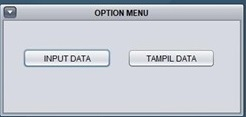 OPTION MENU
INPUT DATA
TAMPIL DATA